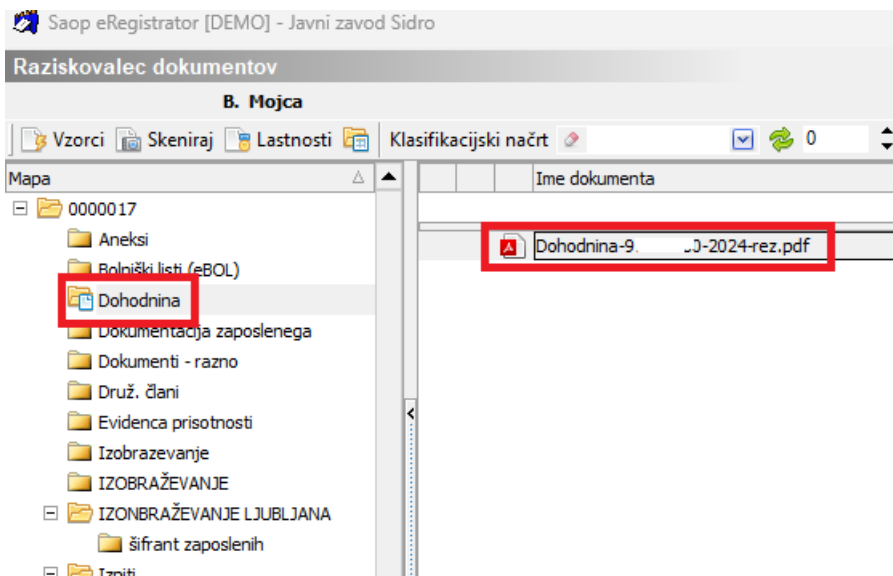 Saop eRegistrator [DEMO] - Javni zavod Sidro
Raziskovalec dokumentov
B. Mojca
Vzorci Skeniraj Lastnosti Klasifikacijski načrt 0
Mapa
Ime dokumenta
0000017
Aneksi
Bolniški listi (eBOL)
Dohodnina
Dohodnina-9. 0-2024-rez.pdf
Dokumentacija zaposlenega
Dokumenti - razno
Druž. člani
Evidenca prisotnosti
Izobrazevanje
IZOBRAŽEVANJE
IZONBRAŽEVANJE LJUBLJANA
šifrant zaposlenih
Izpiti